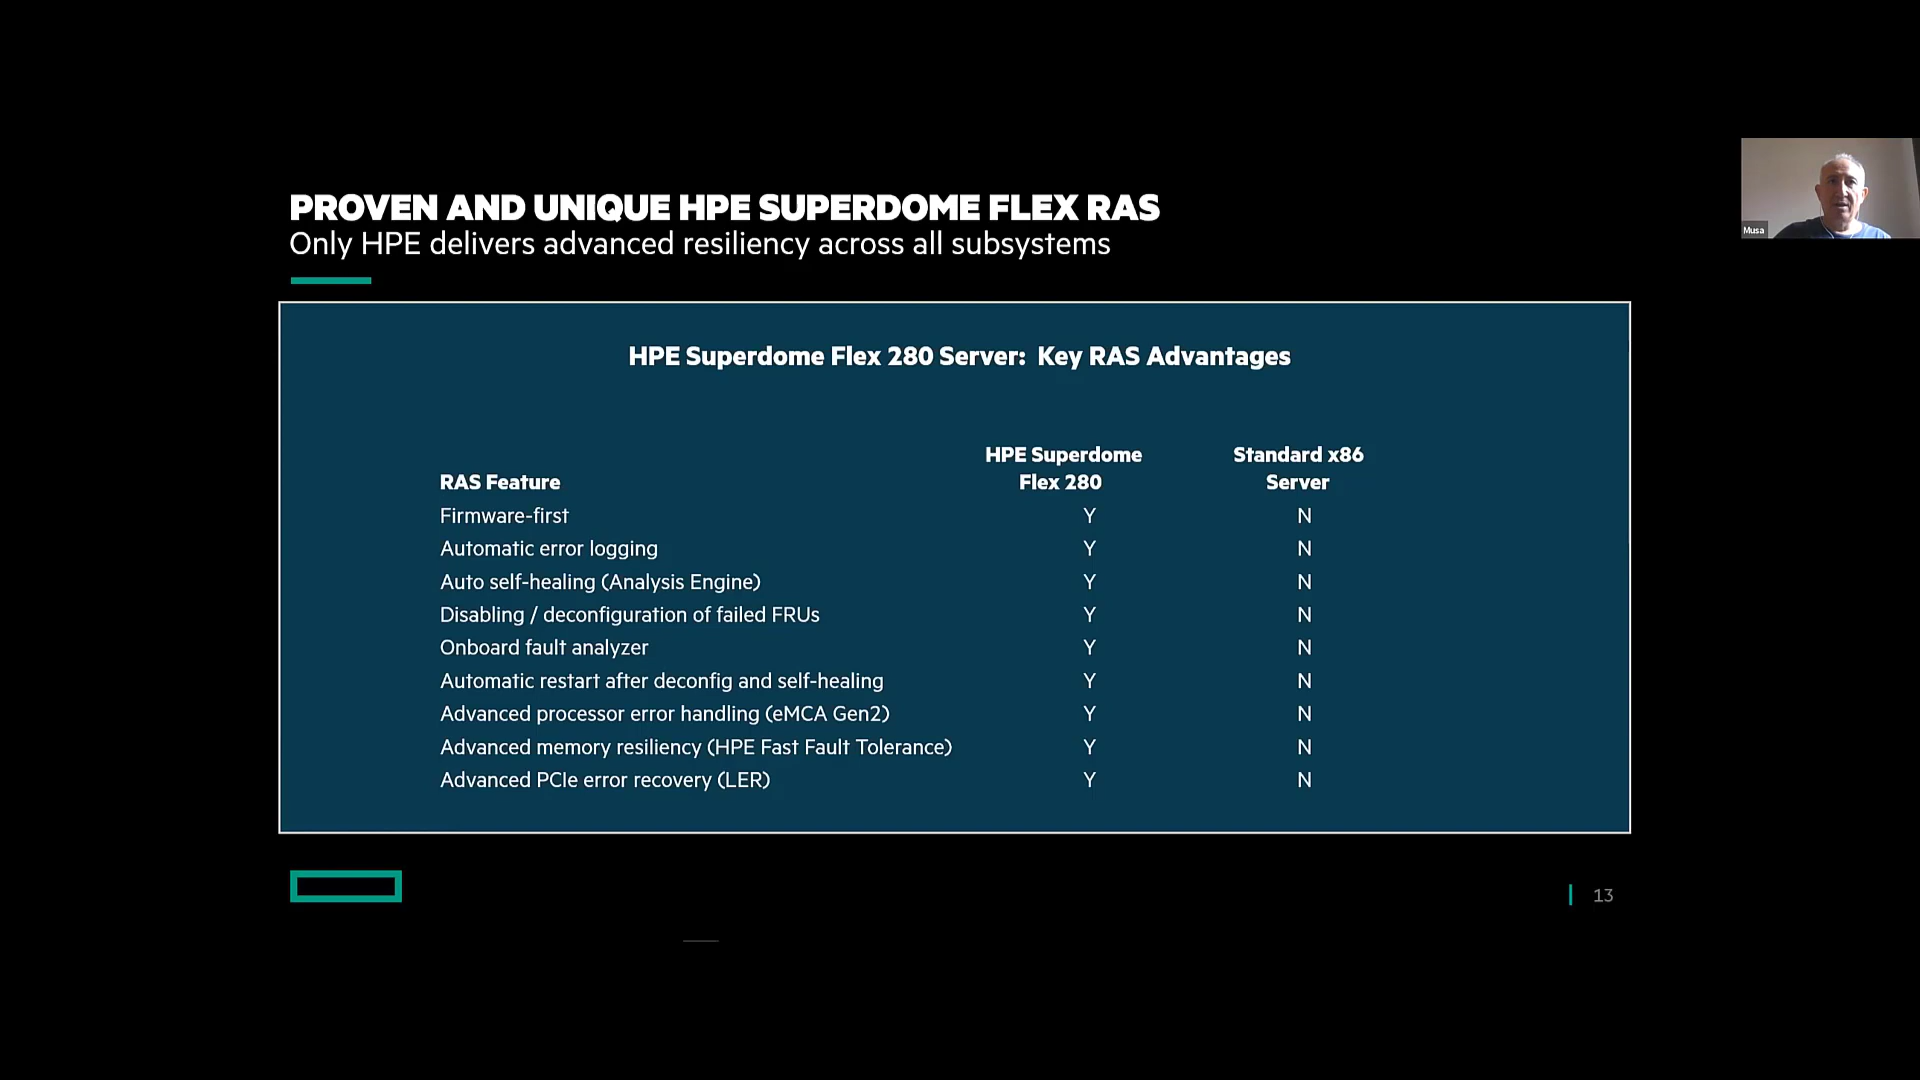 PROVEN AND UNIQUE HPE SUPERDOME FLEX RAS
Only HPE delivers advanced resiliency across all subsystems
Musa
HPE Superdome Flex 280 Server: Key RAS Advantages
RAS Feature HPE Superdome Flex 280 Standard x86 Server
Firmware-first Y N
Automatic error logging Y N
Auto self-healing (Analysis Engine) Y N
Disabling / deconfiguration of failed FRUs Y N
Onboard fault analyzer Y N
Automatic restart after deconfig and self-healing Y N
Advanced processor error handling (eMCA Gen2) Y N
Advanced memory resiliency (HPE Fast Fault Tolerance) Y N
Advanced PCIe error recovery (LER) Y N
13